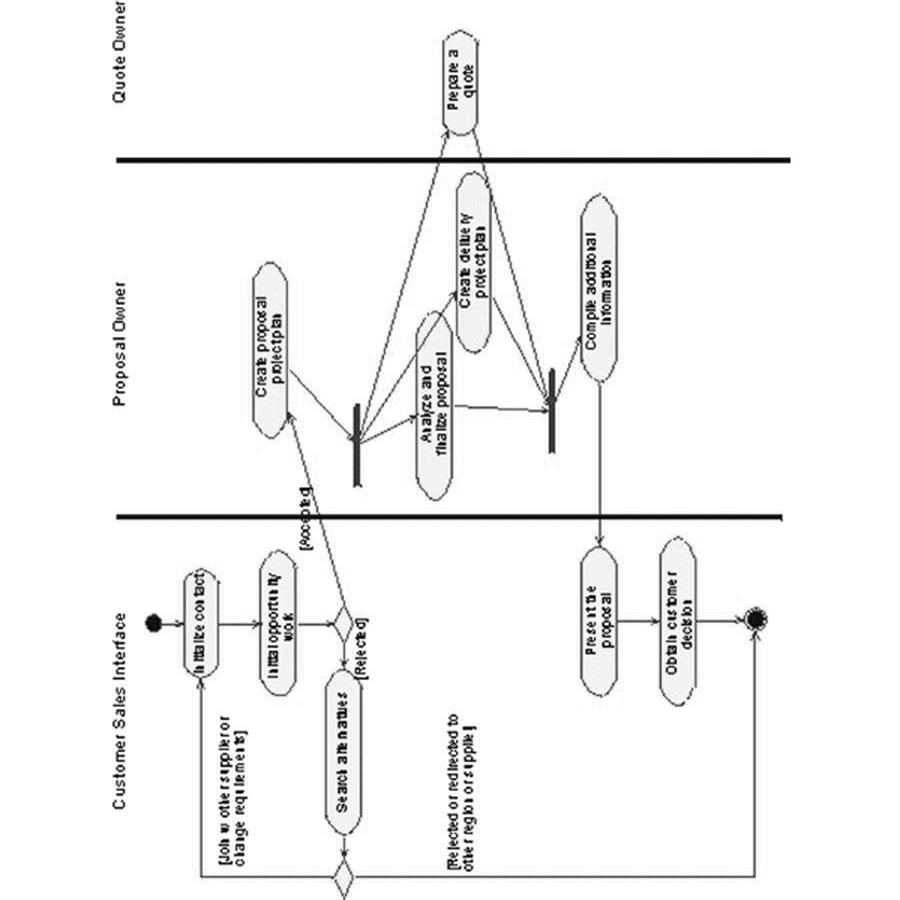 Customer Sales Interface
Proposal Owner
Quote Owner
Initialize contact
Initial opportunity
work
[Accepted]
[Rejected]
Search alternatives
[Join w other supplier or
change requirements]
[Rejected or redirected to
other region or supplier]
Create proposal
project plan
Analyze and
finalize proposal
Create delivery
project plan
Prepare a
quote
Compile additional
information
Present the
proposal
Obtain customer
decision